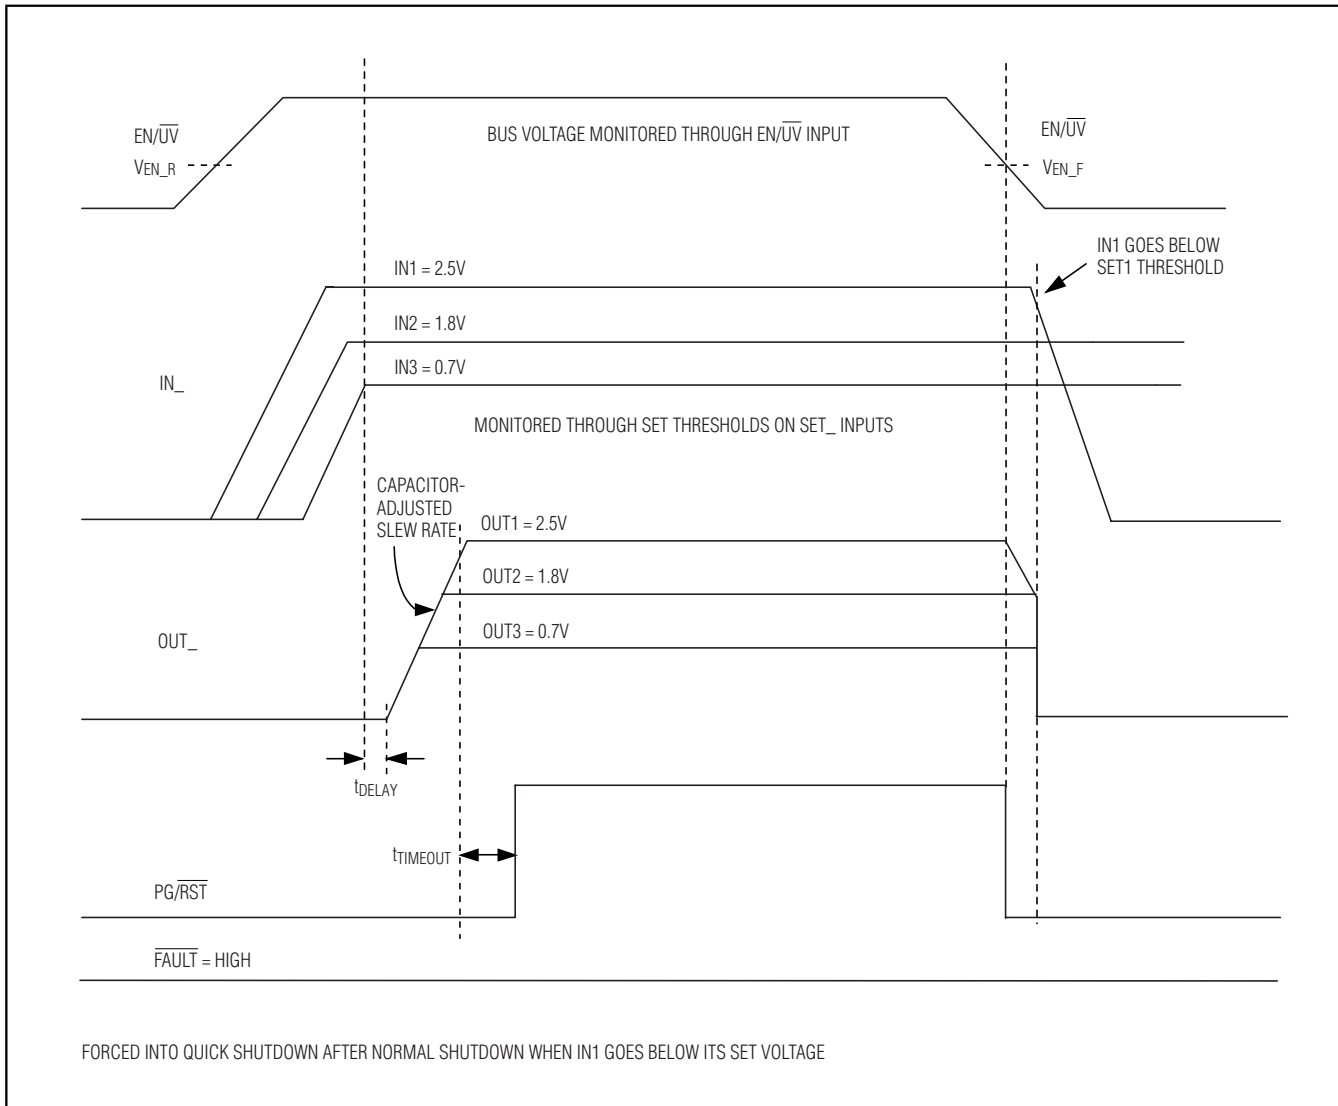 EN/UV
BUS VOLTAGE MONITORED THROUGH EN/UV INPUT
EN/UV
VEN_R
VEN_F
IN1 GOES BELOW
SET1 THRESHOLD
IN1 = 2.5V
IN2 = 1.8V
IN3 = 0.7V
IN_
MONITORED THROUGH SET THRESHOLDS ON SET_ INPUTS
CAPACITOR-
ADJUSTED
SLEW RATE
OUT1 = 2.5V
OUT2 = 1.8V
OUT3 = 0.7V
OUT_
tDELAY
tTIMEOUT
PG/RST
FAULT = HIGH
FORCED INTO QUICK SHUTDOWN AFTER NORMAL SHUTDOWN WHEN IN1 GOES BELOW ITS SET VOLTAGE